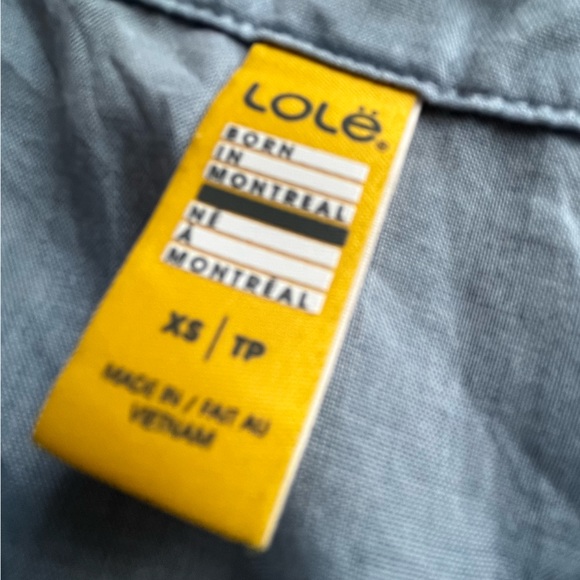 LOLË®
BORN
IN
MONTREAL
NÉ
À
MONTRÉAL
XS | TP
MADE IN / FAIT AU
VIETNAM